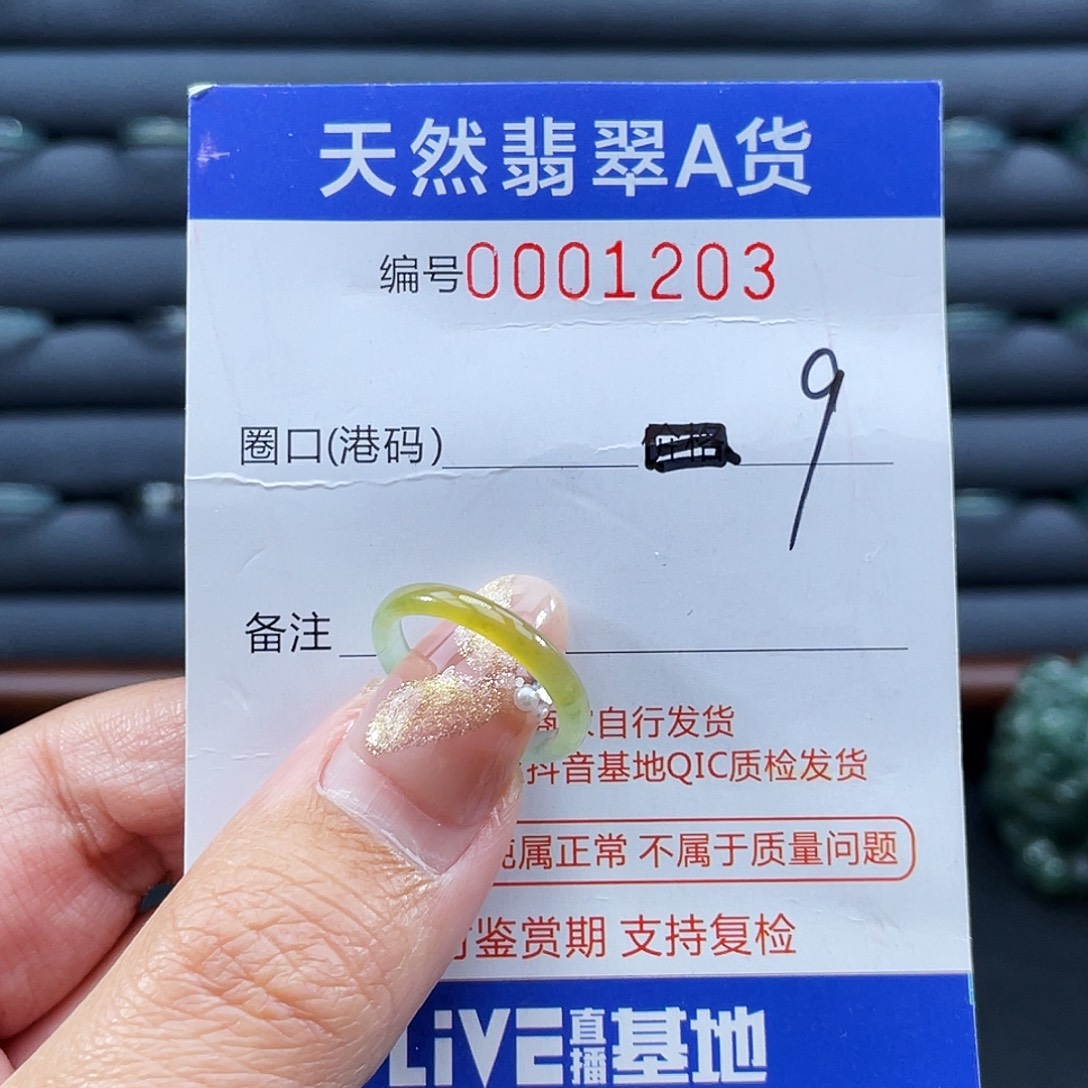 天然翡翠A货
编号0001203
9
圈口(港码)
备注
自行发货
抖音基地QIC质检发货
属正常 不属于质量问题
鉴赏期 支持复检
LiVE直播基地